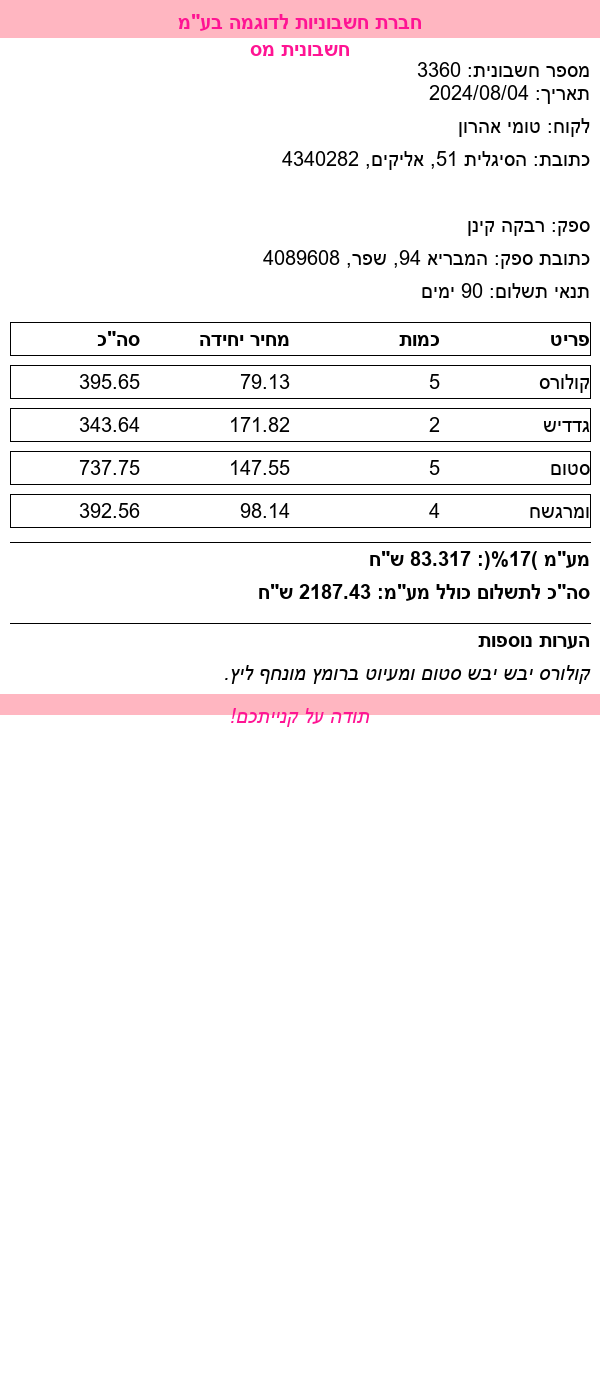 חברת חשבוניות לדוגמה בע"מ
חשבונית מס
מספר חשבונית: 3360
תאריך: 2024/08/04
לקוח: טומי אהרון
כתובת: הסיגלית 51, אליקים, 4340282
ספק: רבקה קינן
כתובת ספק: המבריא 94, שפר, 4089608
תנאי תשלום: 90 ימים
פריט כמות מחיר יחידה סה"כ
קולורס 5 79.13 395.65
גדדיש 2 171.82 343.64
סטום 5 147.55 737.75
ומרגשח 4 98.14 392.56
מע"מ )17%(: 83.317 ש"ח
סה"כ לתשלום כולל מע"מ: 2187.43 ש"ח
הערות נוספות
קולורס יבש יבש סטום ומעיוט ברומץ מונחף ליץ.
תודה על קנייתכם!